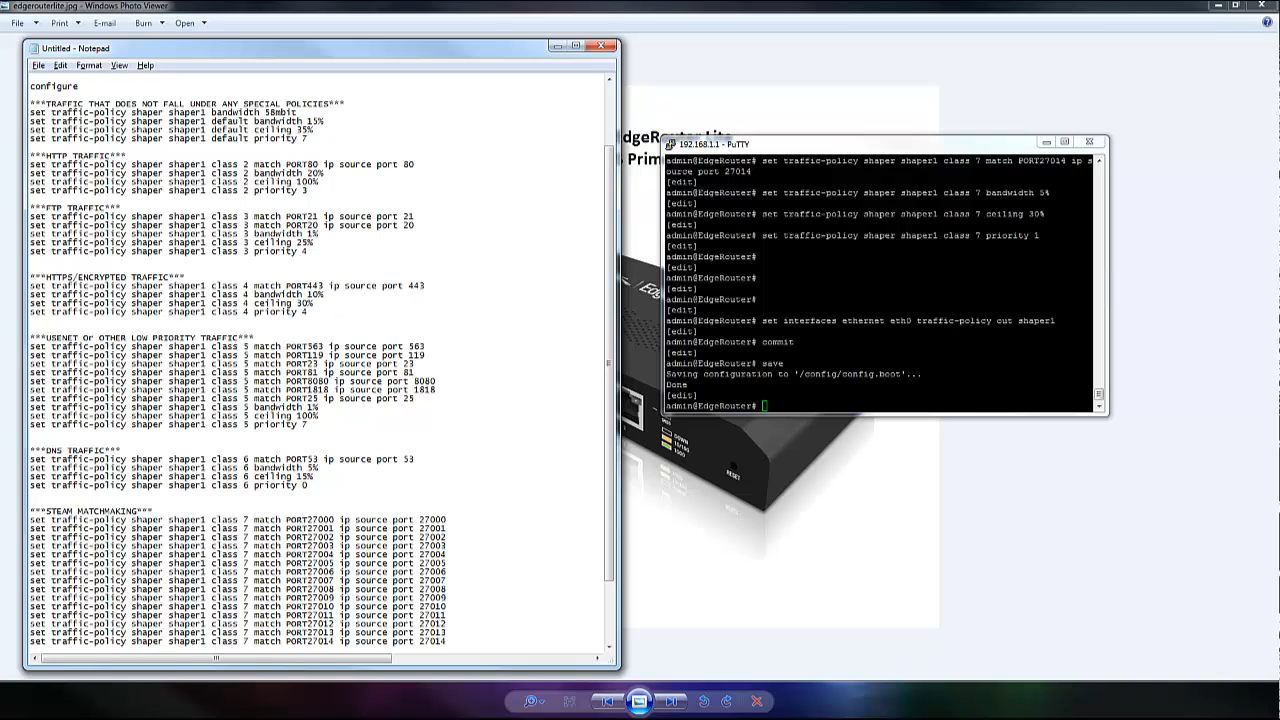 edgerouterlite.jpg - Windows Photo Viewer
File Print E-mail Burn Open
Untitled - Notepad
File Edit Format View Help
configure
***TRAFFIC THAT DOES NOT FALL UNDER ANY SPECIAL POLICIES***
set traffic-policy shaper shaper1 bandwidth 58mbit
set traffic-policy shaper shaper1 default bandwidth 15%
set traffic-policy shaper shaper1 default ceiling 35%
set traffic-policy shaper shaper1 default priority 7
***HTTP TRAFFIC***
set traffic-policy shaper shaper1 class 2 match PORT80 ip source port 80
set traffic-policy shaper shaper1 class 2 bandwidth 20%
set traffic-policy shaper shaper1 class 2 ceiling 100%
set traffic-policy shaper shaper1 class 2 priority 3
***FTP TRAFFIC***
set traffic-policy shaper shaper1 class 3 match PORT21 ip source port 21
set traffic-policy shaper shaper1 class 3 match PORT20 ip source port 20
set traffic-policy shaper shaper1 class 3 bandwidth 1%
set traffic-policy shaper shaper1 class 3 ceiling 25%
set traffic-policy shaper shaper1 class 3 priority 4
***HTTPS/ENCRYPTED TRAFFIC***
set traffic-policy shaper shaper1 class 4 match PORT443 ip source port 443
set traffic-policy shaper shaper1 class 4 bandwidth 10%
set traffic-policy shaper shaper1 class 4 ceiling 30%
set traffic-policy shaper shaper1 class 4 priority 4
***USENET OF OTHER LOW PRIORITY TRAFFIC***
set traffic-policy shaper shaper1 class 5 match PORT563 ip source port 563
set traffic-policy shaper shaper1 class 5 match PORT119 ip source port 119
set traffic-policy shaper shaper1 class 5 match PORT23 ip source port 23
set traffic-policy shaper shaper1 class 5 match PORT81 ip source port 81
set traffic-policy shaper shaper1 class 5 match PORT8080 ip source port 8080
set traffic-policy shaper shaper1 class 5 match PORT1818 ip source port 1818
set traffic-policy shaper shaper1 class 5 match PORT25 ip source port 25
set traffic-policy shaper shaper1 class 5 bandwidth 1%
set traffic-policy shaper shaper1 class 5 ceiling 100%
set traffic-policy shaper shaper1 class 5 priority 7
***DNS TRAFFIC***
set traffic-policy shaper shaper1 class 6 match PORT53 ip source port 53
set traffic-policy shaper shaper1 class 6 bandwidth 5%
set traffic-policy shaper shaper1 class 6 ceiling 15%
set traffic-policy shaper shaper1 class 6 priority 0
***STEAM MATCHMAKING***
set traffic-policy shaper shaper1 class 7 match PORT27000 ip source port 27000
set traffic-policy shaper shaper1 class 7 match PORT27001 ip source port 27001
set traffic-policy shaper shaper1 class 7 match PORT27002 ip source port 27002
set traffic-policy shaper shaper1 class 7 match PORT27003 ip source port 27003
set traffic-policy shaper shaper1 class 7 match PORT27004 ip source port 27004
set traffic-policy shaper shaper1 class 7 match PORT27005 ip source port 27005
set traffic-policy shaper shaper1 class 7 match PORT27006 ip source port 27006
set traffic-policy shaper shaper1 class 7 match PORT27007 ip source port 27007
set traffic-policy shaper shaper1 class 7 match PORT27008 ip source port 27008
set traffic-policy shaper shaper1 class 7 match PORT27009 ip source port 27009
set traffic-policy shaper shaper1 class 7 match PORT27010 ip source port 27010
set traffic-policy shaper shaper1 class 7 match PORT27011 ip source port 27011
set traffic-policy shaper shaper1 class 7 match PORT27012 ip source port 27012
set traffic-policy shaper shaper1 class 7 match PORT27013 ip source port 27013
set traffic-policy shaper shaper1 class 7 match PORT27014 ip source port 27014
dgeRouter Lite
Prim
192.168.1.1 - PuTTY
admin@EdgeRouter# set traffic-policy shaper shaper1 class 7 match PORT27014 ip s
ource port 27014
[edit]
admin@EdgeRouter# set traffic-policy shaper shaper1 class 7 bandwidth 5%
[edit]
admin@EdgeRouter# set traffic-policy shaper shaper1 class 7 ceiling 30%
[edit]
admin@EdgeRouter# set traffic-policy shaper shaper1 class 7 priority 1
[edit]
admin@EdgeRouter#
[edit]
admin@EdgeRouter#
[edit]
admin@EdgeRouter#
[edit]
admin@EdgeRouter# set interfaces ethernet eth0 traffic-policy out shaper1
[edit]
admin@EdgeRouter# commit
[edit]
admin@EdgeRouter# save
Saving configuration to '/config/config.boot'...
Done
[edit]
admin@EdgeRouter#
DOWN
10/100
1000
RESET